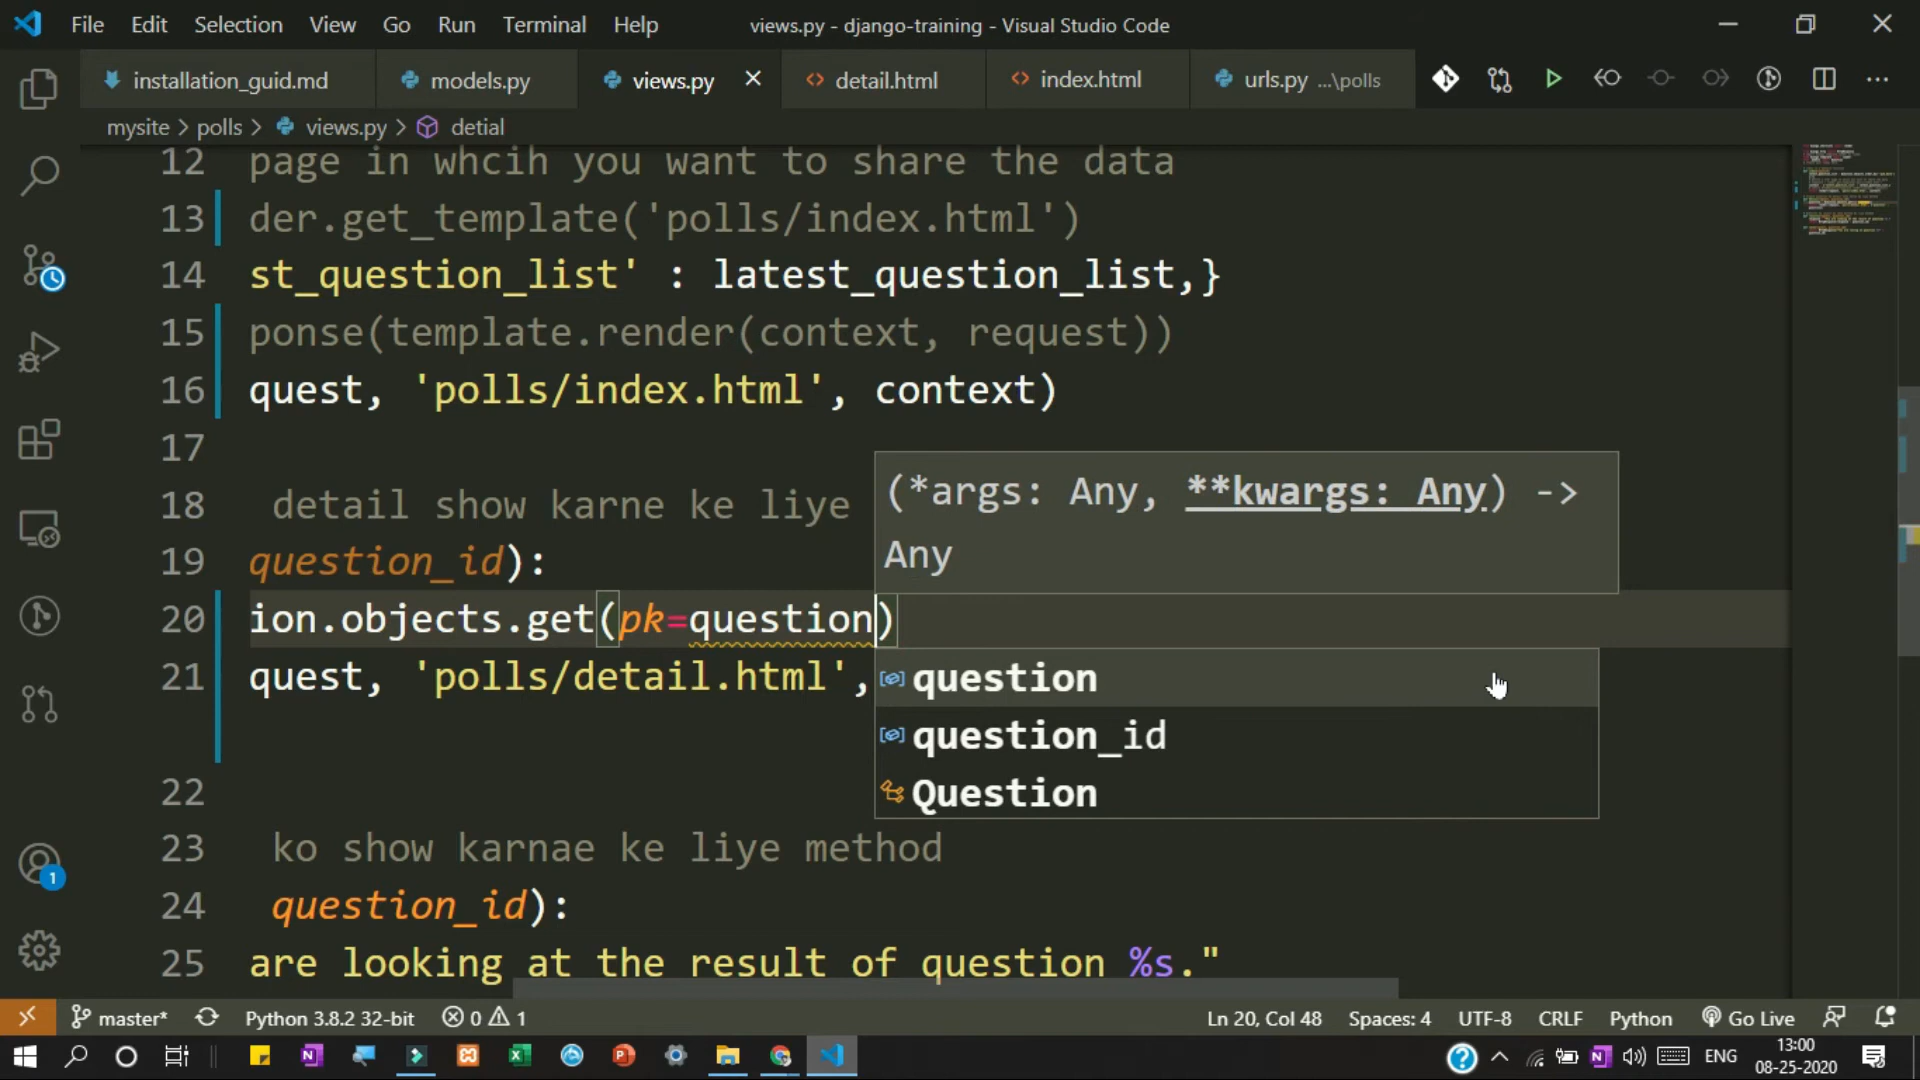 File Edit Selection View Go Run Terminal Help views.py - django-training - Visual Studio Code
installation_guid.md models.py views.py detail.html index.html urls.py ...\polls
mysite > polls > views.py > detial
12 page in whcih you want to share the data
13 der.get_template('polls/index.html')
14 st_question_list' : latest_question_list,}
15 ponse(template.render(context, request))
16 quest, 'polls/index.html', context)
17
18 detail show karne ke liye
(*args: Any, **kwargs: Any) ->
Any
19 question_id):
20 ion.objects.get(pk=question)
21 quest, 'polls/detail.html',
question
question_id
Question
22
23 ko show karnae ke liye method
24 question_id):
25 are looking at the result of question %s."
1
master* Python 3.8.2 32-bit 0 1 Ln 20, Col 48 Spaces: 4 UTF-8 CRLF Python Go Live
ENG 13:00
08-25-2020